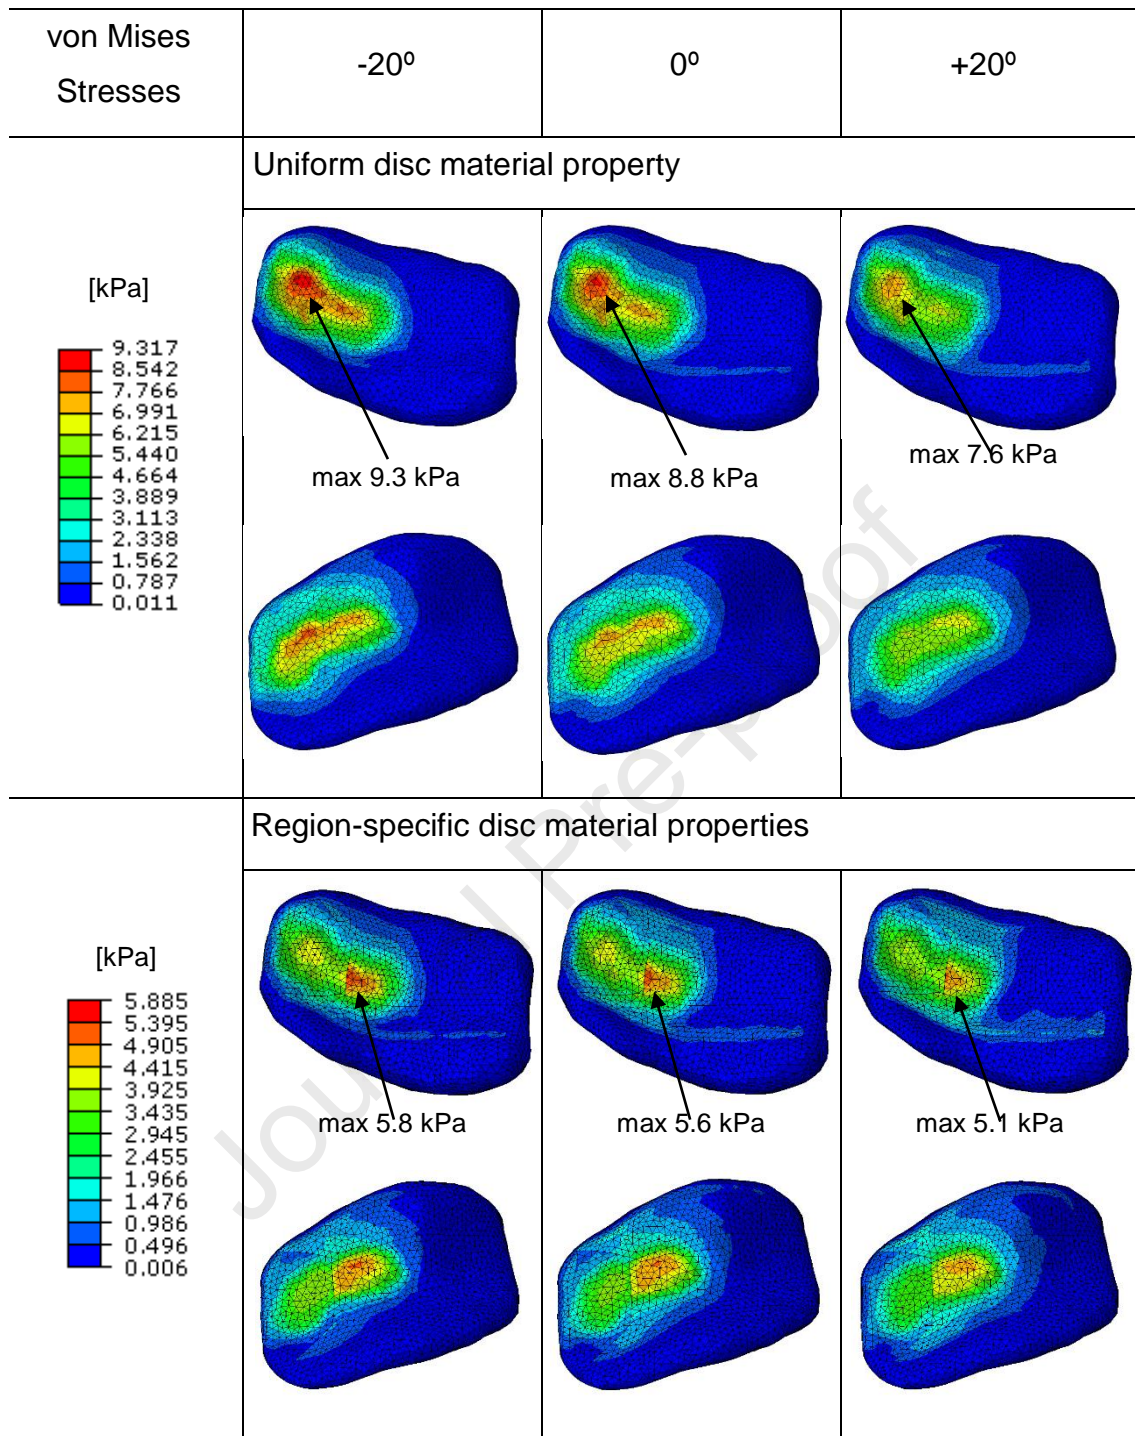 von Mises
Stresses
-20º
0º
+20º
Uniform disc material property
[kPa]
9.317
8.542
7.766
6.991
6.215
5.440
4.664
3.889
3.113
2.338
1.562
0.787
0.011
max 9.3 kPa
max 8.8 kPa
max 7.6 kPa
Region-specific disc material properties
[kPa]
5.885
5.395
4.905
4.415
3.925
3.435
2.945
2.455
1.966
1.476
0.986
0.496
0.006
max 5.8 kPa
max 5.6 kPa
max 5.1 kPa
Journal Pre-proof